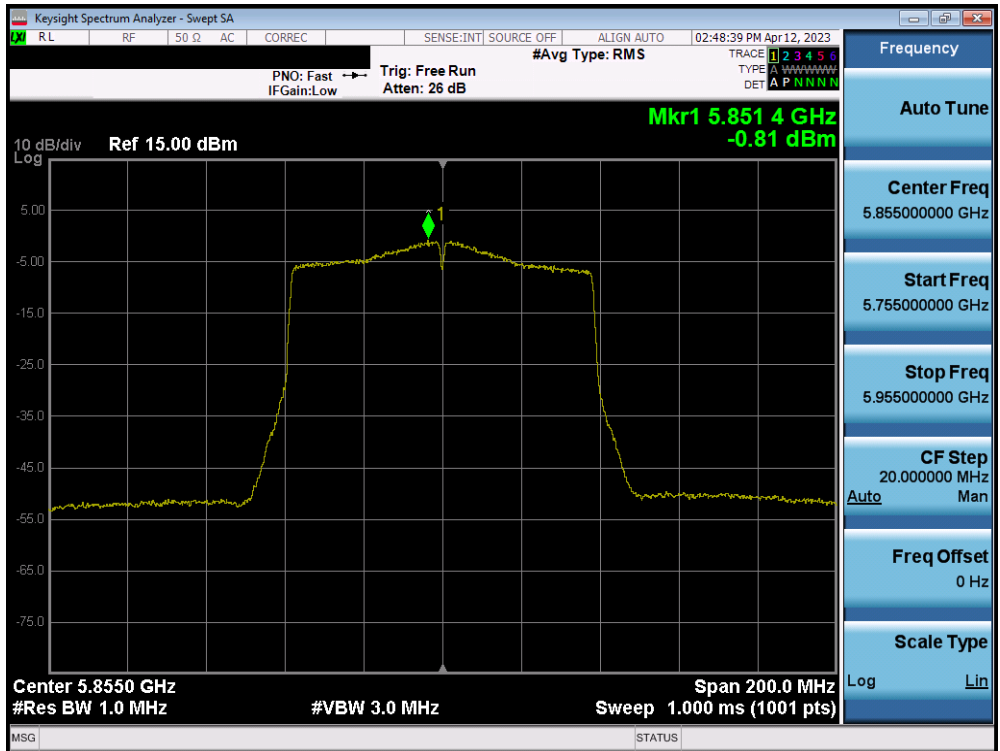 Keysight Spectrum Analyzer - Swept SA
LXI RL RF 50 Ω AC CORREC SENSE:INT SOURCE OFF ALIGN AUTO 02:48:39 PM Apr 12, 2023
#Avg Type: RMS
TRACE 1 2 3 4 5 6
PNO: Fast Trig: Free Run
TYPE A WWWWW
IFGain:Low Atten: 26 dB
DET A P N N N N
Mkr1 5.851 4 GHz
-0.81 dBm
10 dB/div Ref 15.00 dBm
Log
1
5.00
-5.00
-15.0
-25.0
-35.0
-45.0
-55.0
-65.0
-75.0
Center 5.8550 GHz Span 200.0 MHz
#Res BW 1.0 MHz #VBW 3.0 MHz Sweep 1.000 ms (1001 pts)
MSG STATUS
Frequency
Auto Tune
Center Freq
5.855000000 GHz
Start Freq
5.755000000 GHz
Stop Freq
5.955000000 GHz
CF Step
20.000000 MHz
Auto Man
Freq Offset
0 Hz
Scale Type
Log Lin